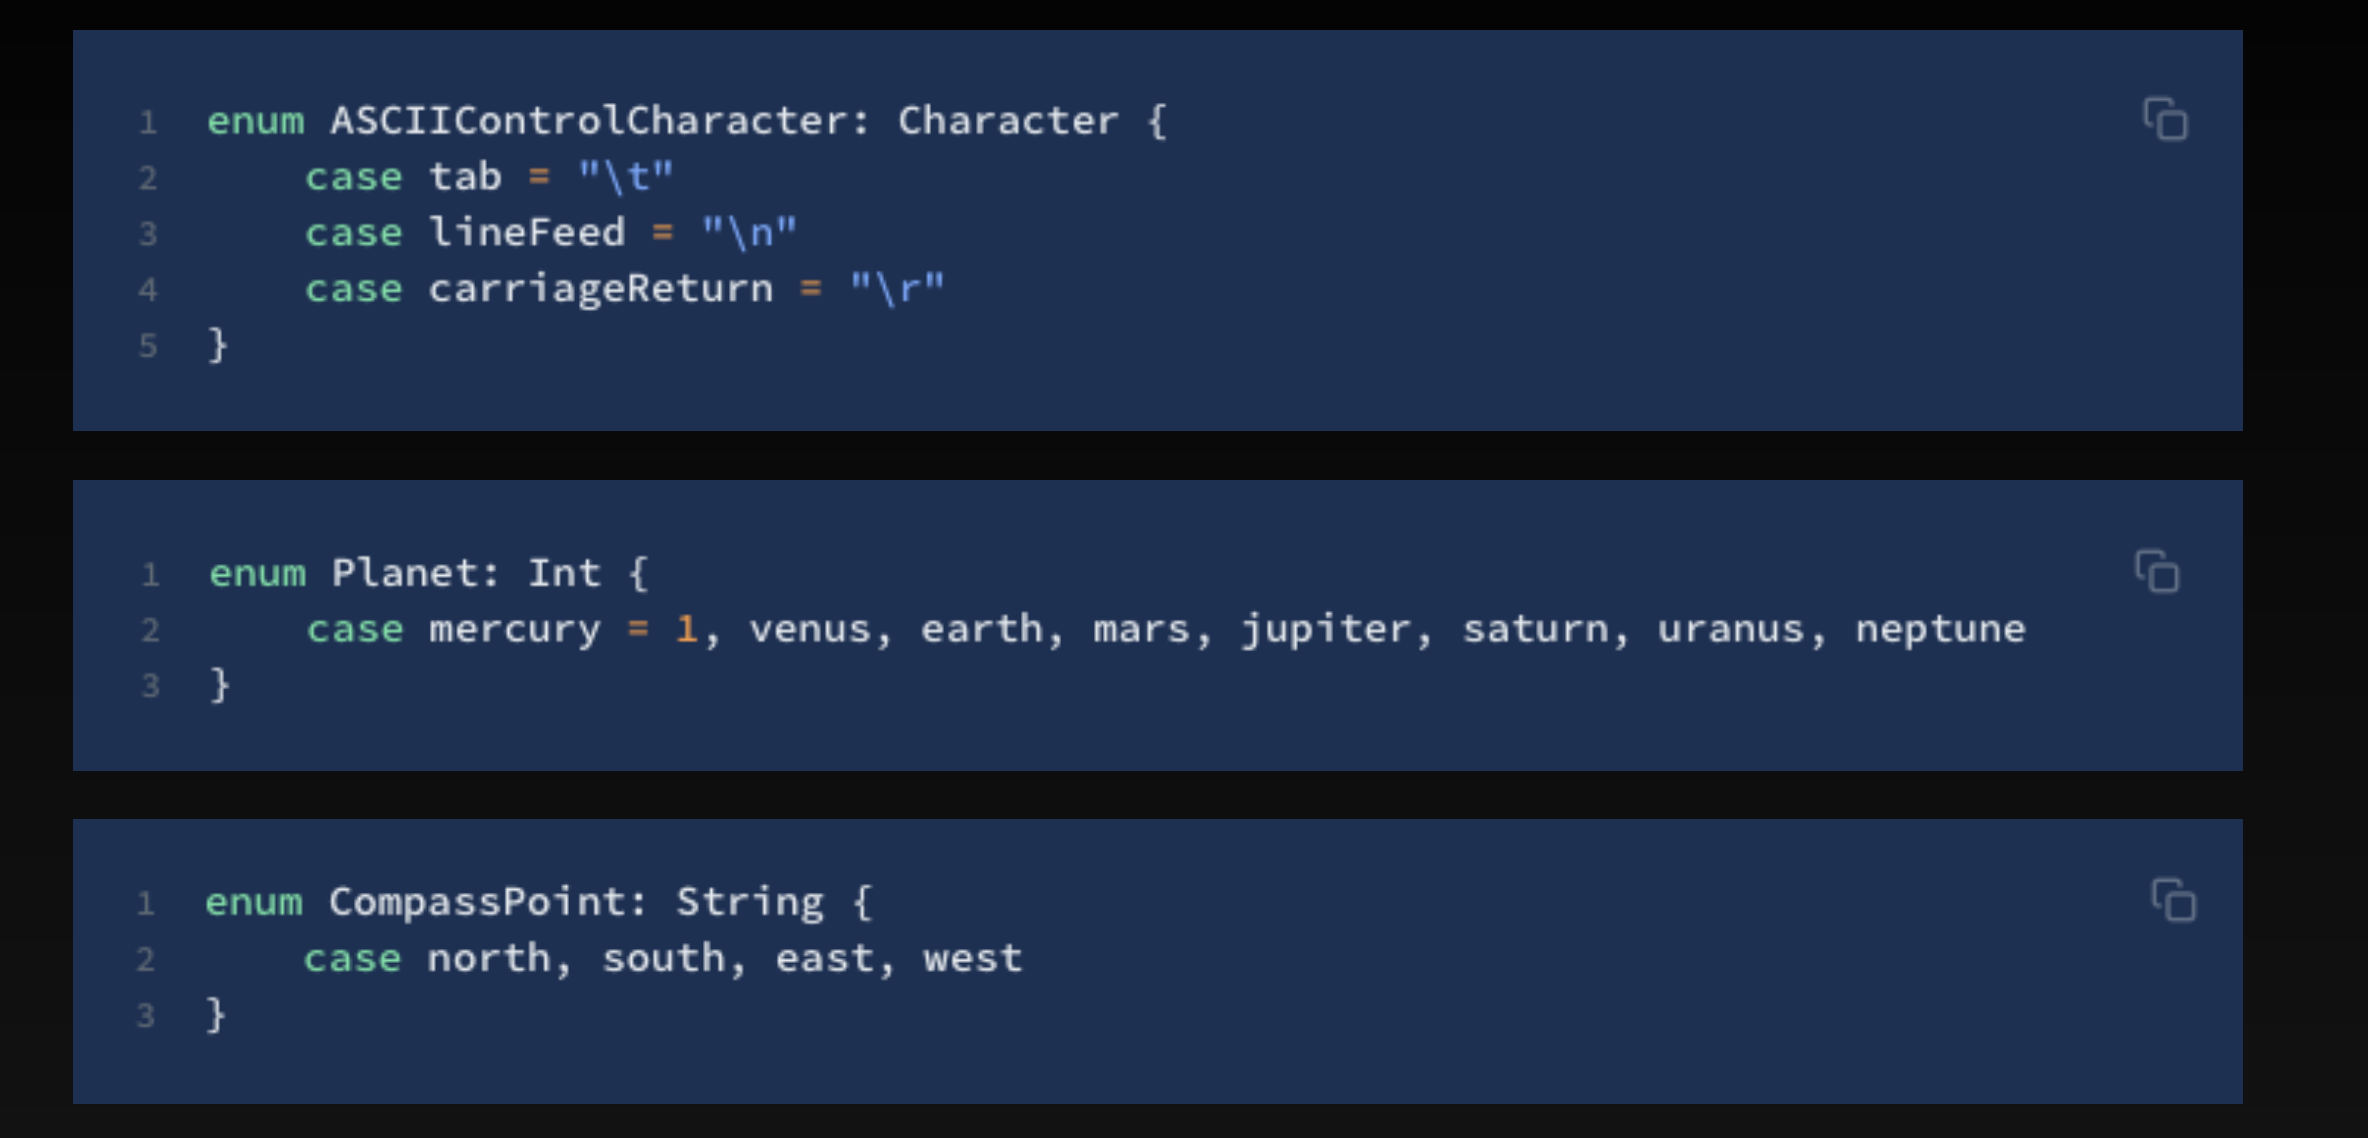 1 enum ASCIIControlCharacter: Character {
2     case tab = "\t"
3     case lineFeed = "\n"
4     case carriageReturn = "\r"
5 }
1 enum Planet: Int {
2     case mercury = 1, venus, earth, mars, jupiter, saturn, uranus, neptune
3 }
1 enum CompassPoint: String {
2     case north, south, east, west
3 }